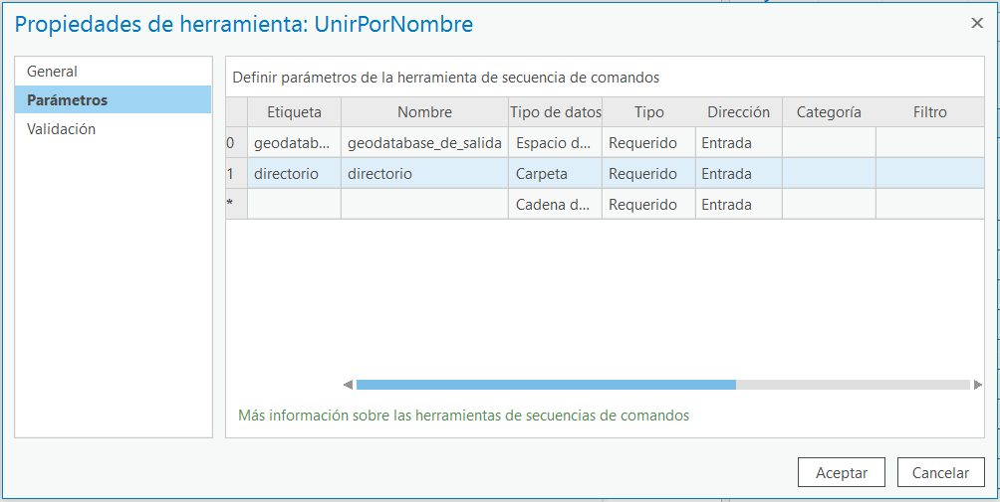 Propiedades de herramienta: UnirPorNombre
General
Parámetros
Validación
Definir parámetros de la herramienta de secuencia de comandos
Etiqueta Nombre Tipo de datos Tipo Dirección Categoría Filtro
0 geodatab... geodatabase_de_salida Espacio d... Requerido Entrada
1 directorio directorio Carpeta Requerido Entrada
* Cadena d... Requerido Entrada
Más información sobre las herramientas de secuencias de comandos
Aceptar Cancelar